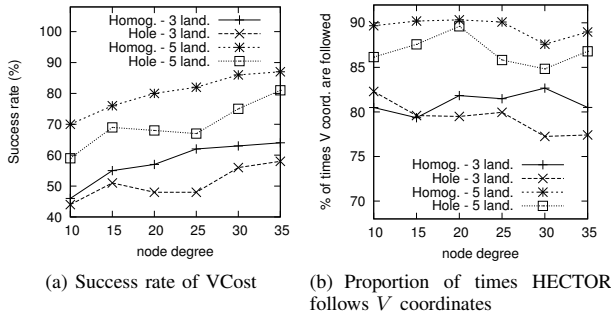 100
90
80
70
60
50
40
Success rate (%)
Homog. - 3 land.
Hole - 3 land.
Homog. - 5 land.
Hole - 5 land.
10 15 20 25 30 35
node degree
(a) Success rate of VCost
90
85
80
75
70
% of times V coord. are followed
Homog. - 3 land.
Hole - 3 land.
Homog. - 5 land.
Hole - 5 land.
10 15 20 25 30 35
node degree
(b) Proportion of times HECTOR
follows V coordinates